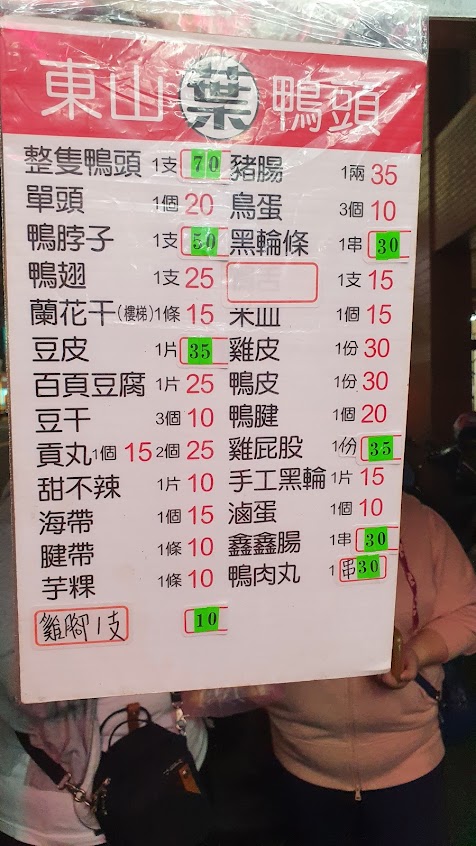 東山葉鴨頭
整隻鴨頭 1支 70
單頭 1個 20
鴨脖子 1支 50
鴨翅 1支 25
蘭花干(樓梯) 1條 15
豆皮 1片 35
百頁豆腐 1片 25
豆干 3個 10
貢丸 1個 15 2個 25
甜不辣 1片 10
海帶 1個 15
腱帶 1條 10
芋粿 1條 10
雞腳1支 10
豬腸 1兩 35
鳥蛋 3個 10
黑輪條 1串 30
1支 15
米血 1個 15
雞皮 1份 30
鴨皮 1份 30
鴨腱 1個 20
雞屁股 1份 35
手工黑輪 1片 15
滷蛋 1個 10
鑫鑫腸 1串 30
鴨肉丸 1串 30